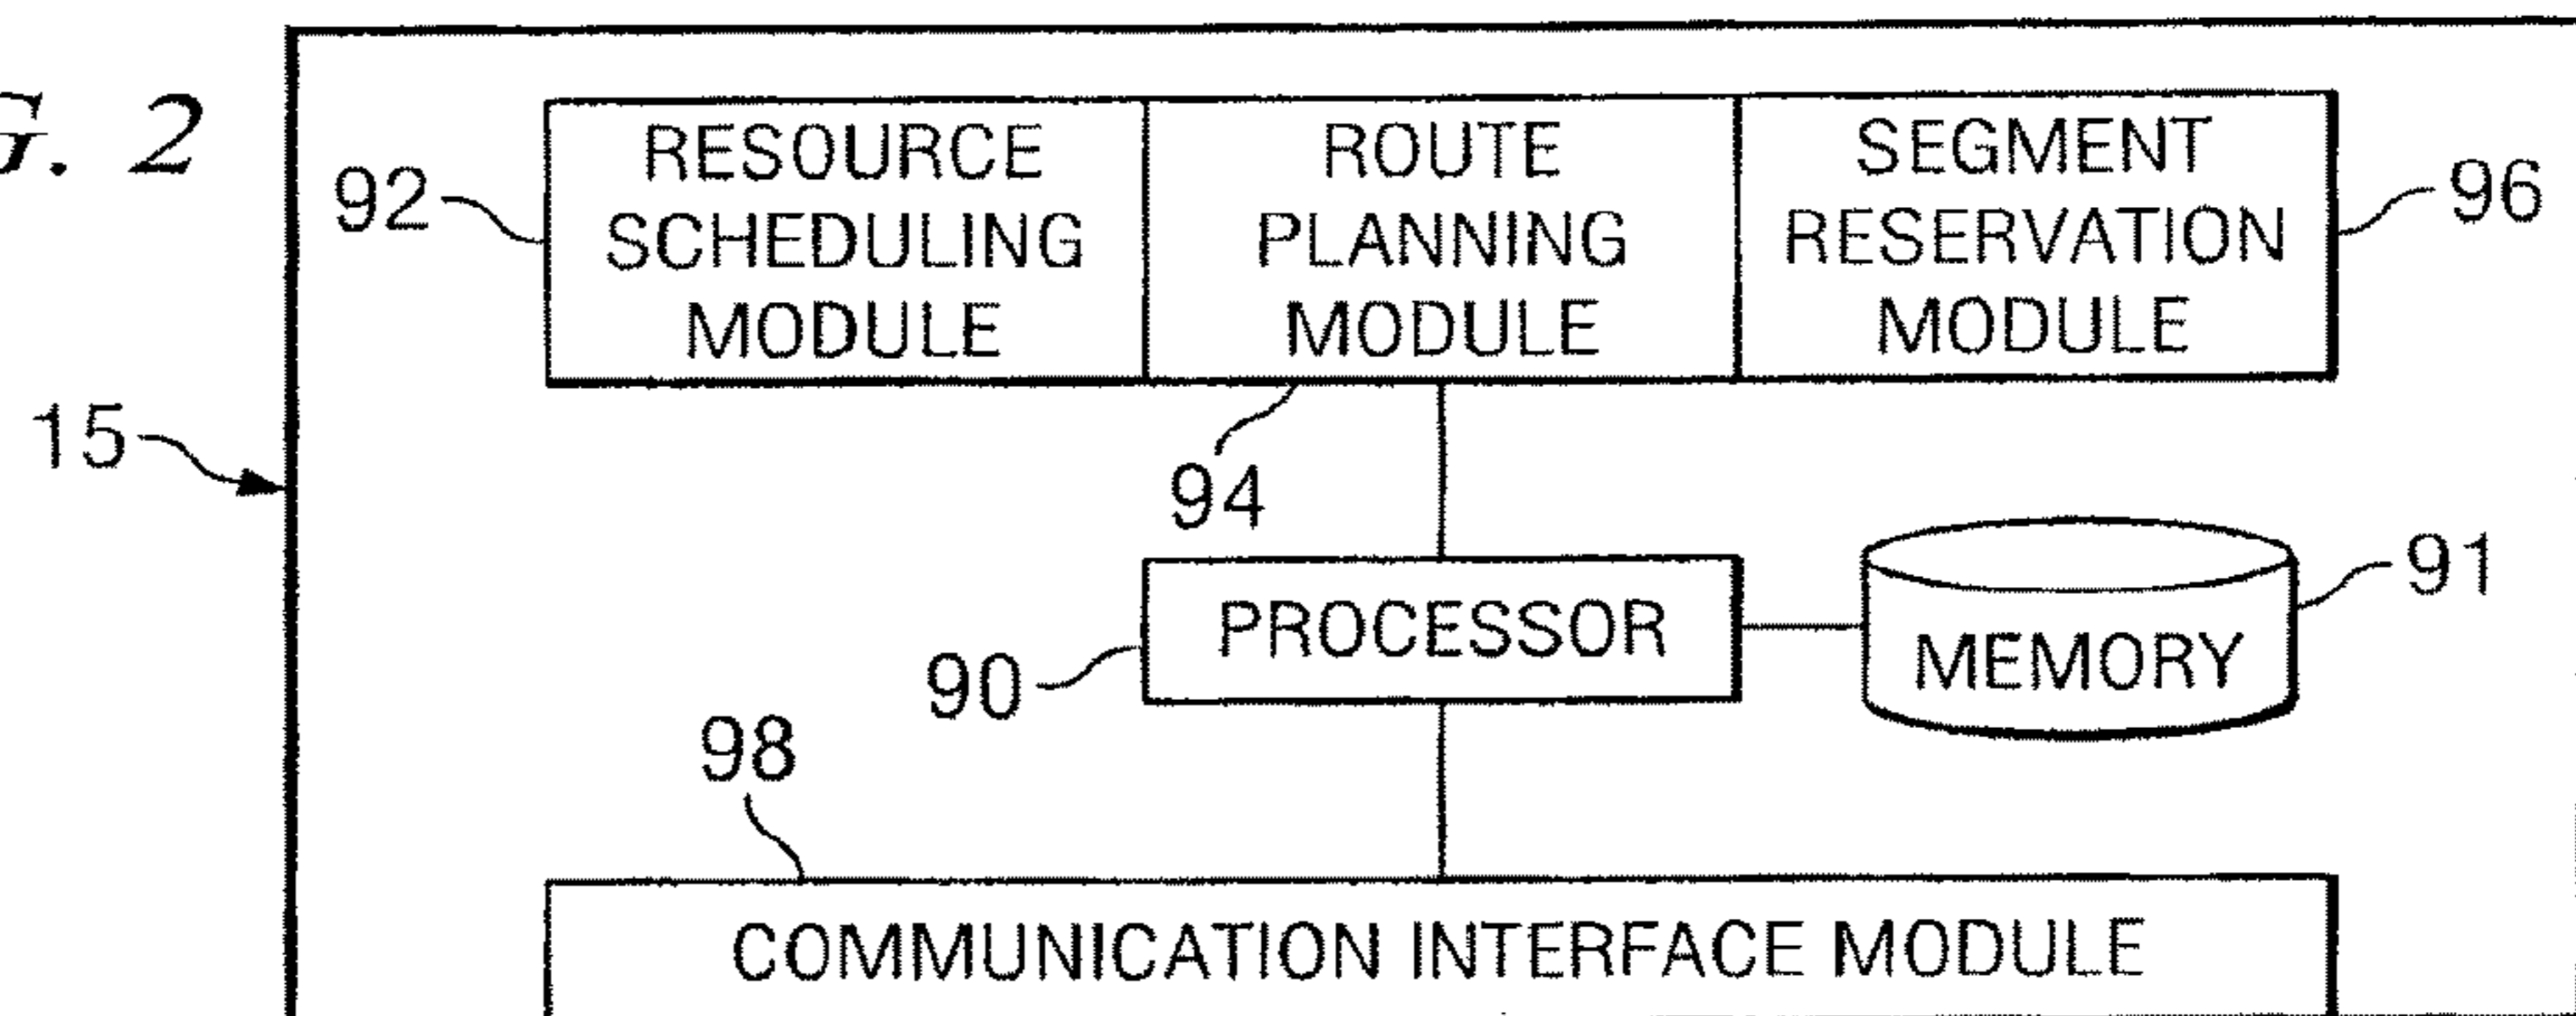 G. 2
92
RESOURCE
SCHEDULING
MODULE
ROUTE
PLANNING
MODULE
SEGMENT
RESERVATION
MODULE
96
15
94
PROCESSOR
90
MEMORY
91
98
COMMUNICATION INTERFACE MODULE